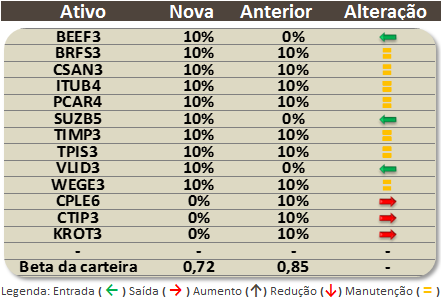 Ativo Nova Anterior Alteração
BEEF3 10% 0% ←
BRFS3 10% 10% =
CSAN3 10% 10% =
ITUB4 10% 10% =
PCAR4 10% 10% =
SUZB5 10% 0% ←
TIMP3 10% 10% =
TPIS3 10% 10% =
VLID3 10% 0% ←
WEGE3 10% 10% =
CPLE6 0% 10% →
CTIP3 0% 10% →
KROT3 0% 10% →
- - - -
Beta da carteira 0,72 0,85 -
Legenda: Entrada (←) Saída (→) Aumento (↑) Redução (↓) Manutenção (=)